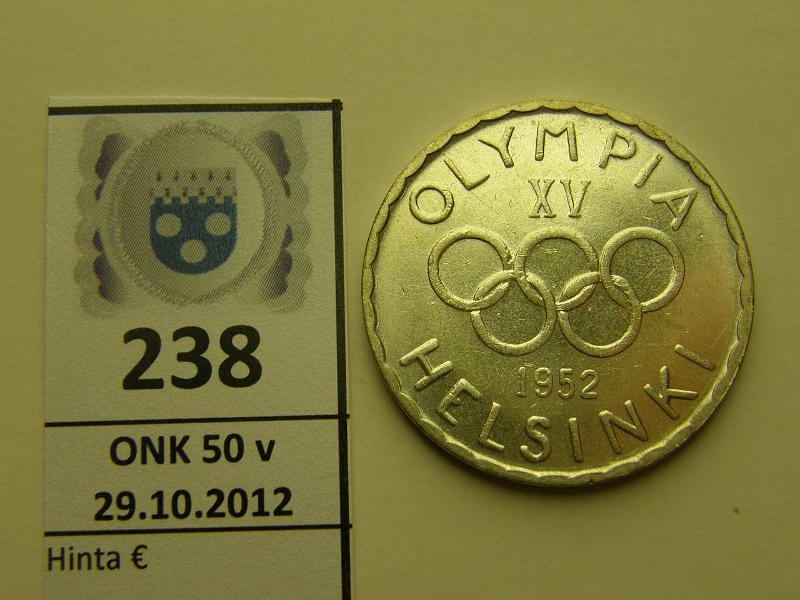 238
ONK 50 v
29.10.2012
Hinta €
OLYMPIA
XV
1952
HELSINKI